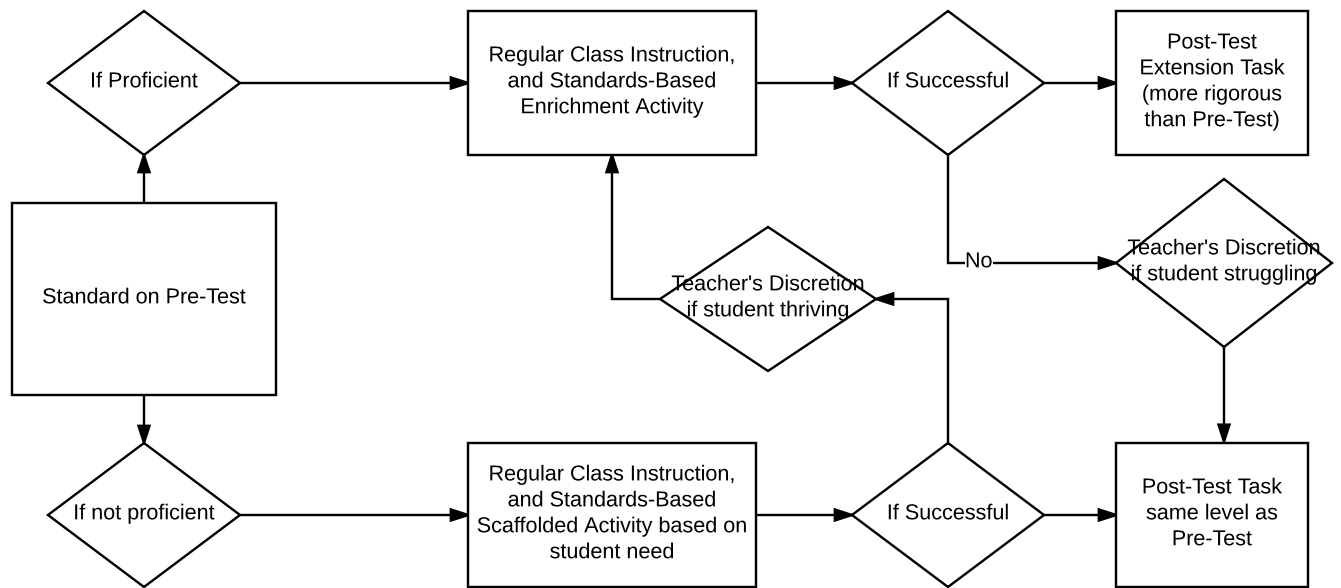 If Proficient
Regular Class Instruction,
and Standards-Based
Enrichment Activity
If Successful
Post-Test
Extension Task
(more rigorous
than Pre-Test)
Standard on Pre-Test
Teacher's Discretion
if student thriving
No
Teacher's Discretion
if student struggling
If not proficient
Regular Class Instruction,
and Standards-Based
Scaffolded Activity based on
student need
If Successful
Post-Test Task
same level as
Pre-Test